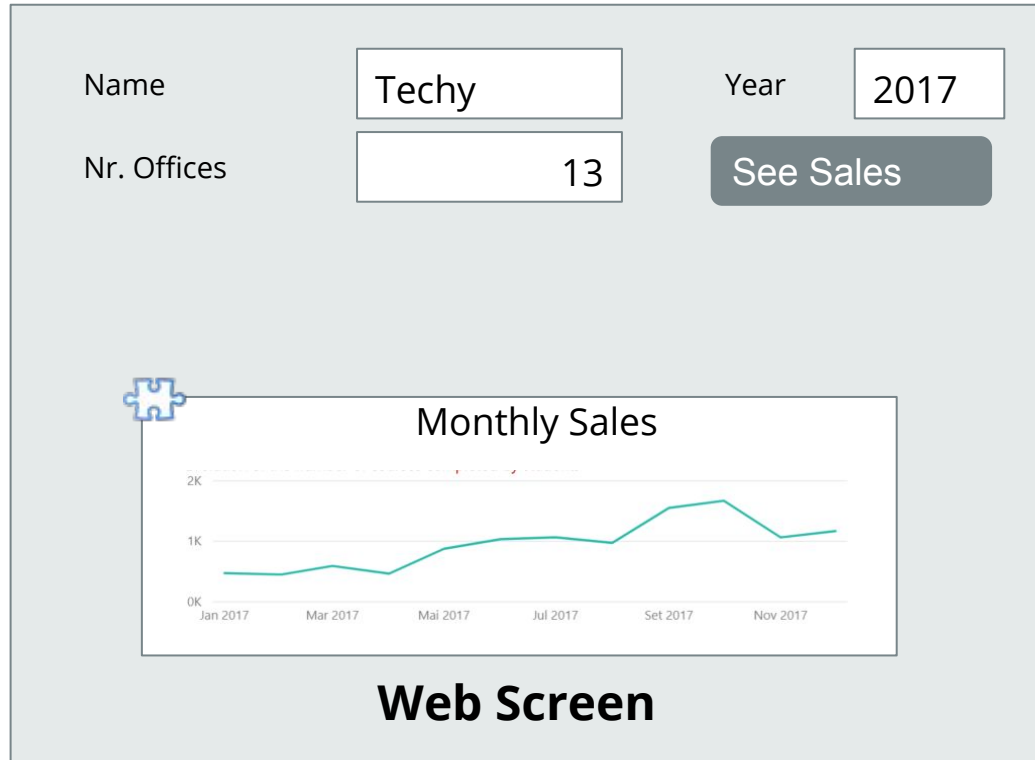 Name Techy Year 2017
Nr. Offices 13 See Sales
Monthly Sales
2K
1K
0K
Jan 2017 Mar 2017 Mai 2017 Jul 2017 Set 2017 Nov 2017
Web Screen